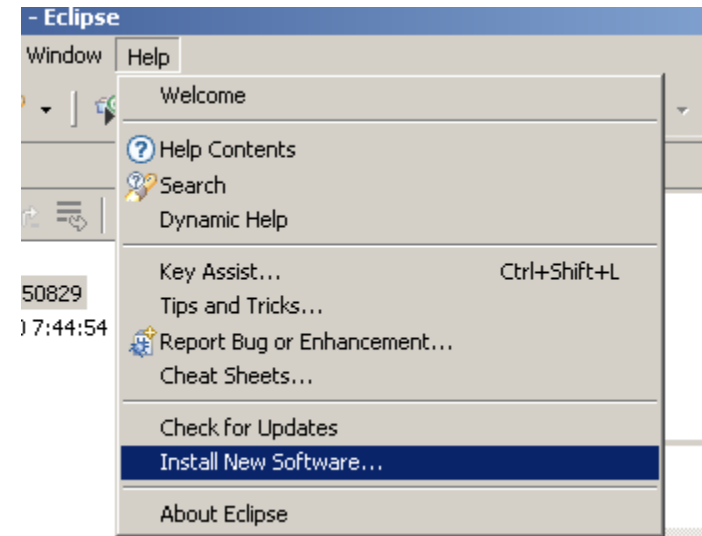 - Eclipse
Window Help
Welcome
Help Contents
Search
Dynamic Help
Key Assist... Ctrl+Shift+L
50829
Tips and Tricks...
7:44:54
Report Bug or Enhancement...
Cheat Sheets...
Check for Updates
Install New Software...
About Eclipse